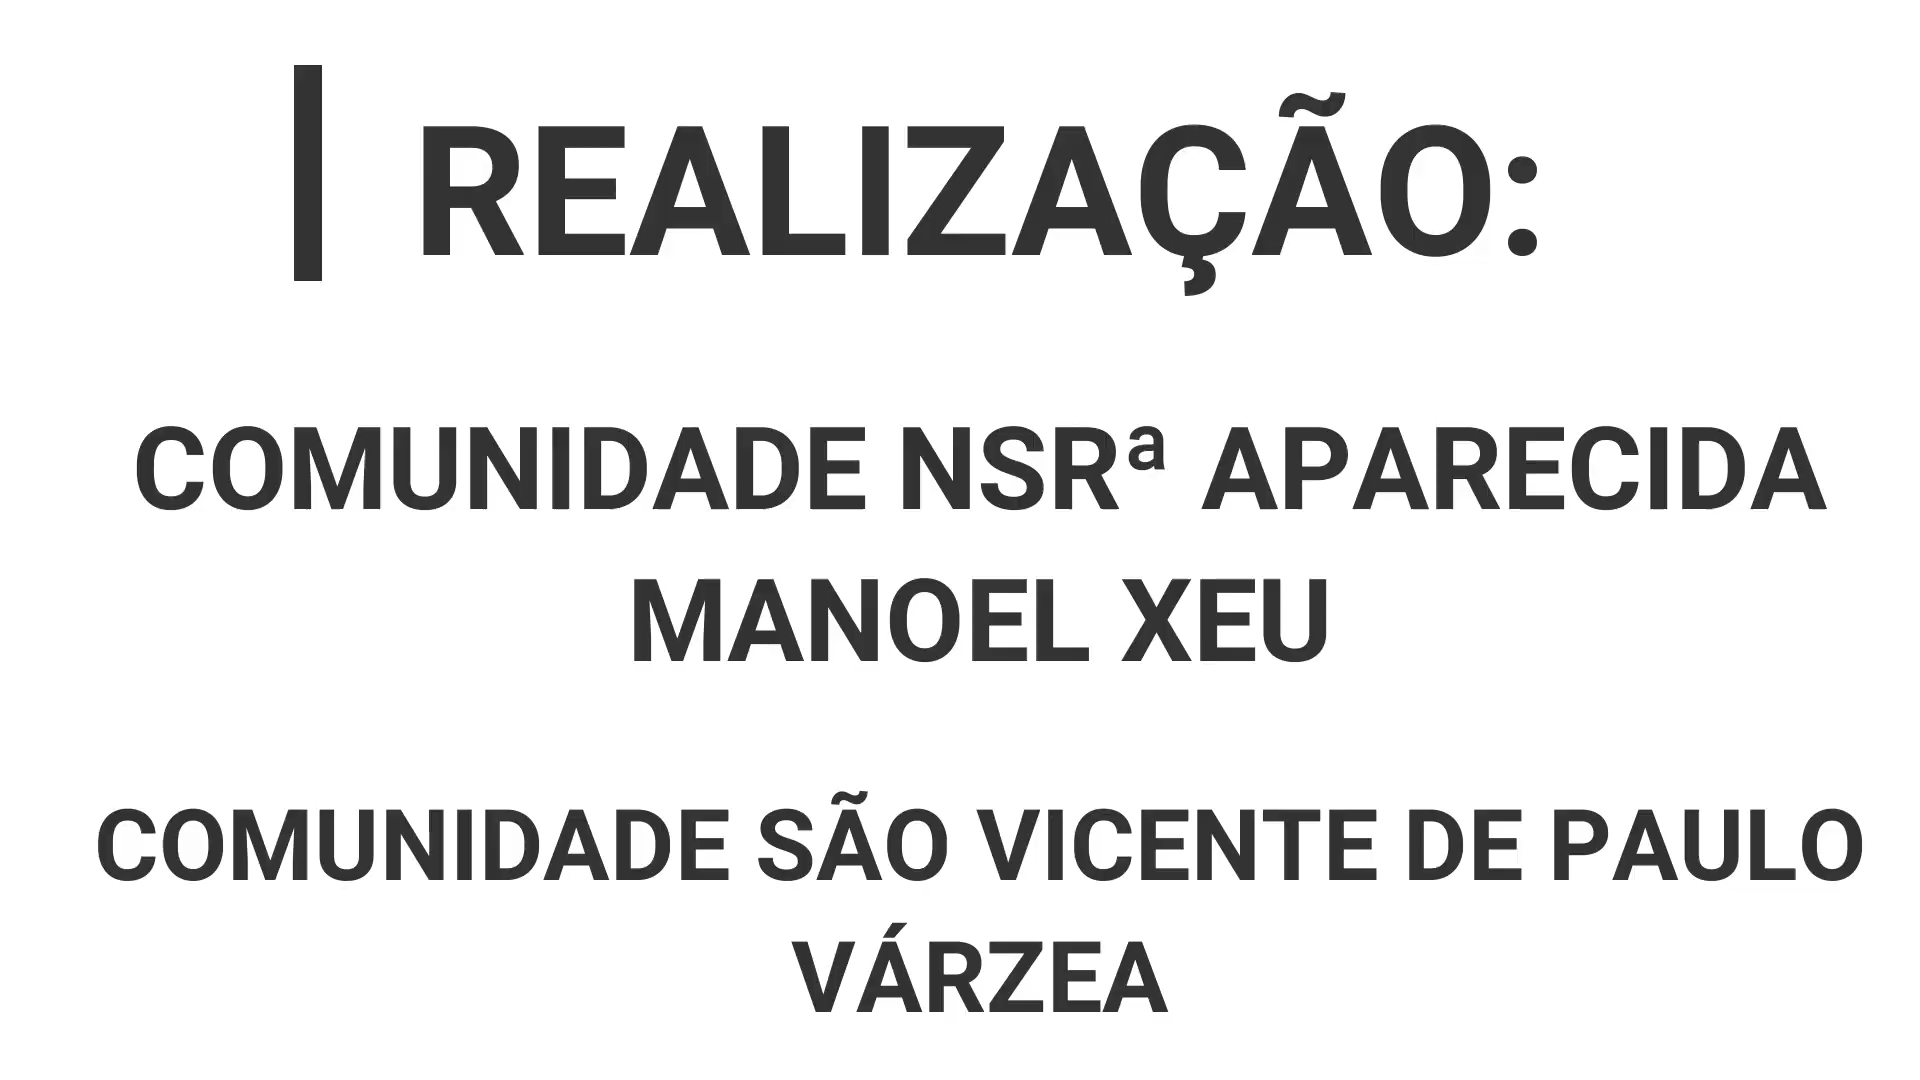 REALIZAÇÃO:
COMUNIDADE NSRª APARECIDA
MANOEL XEU
COMUNIDADE SÃO VICENTE DE PAULO
VÁRZEA